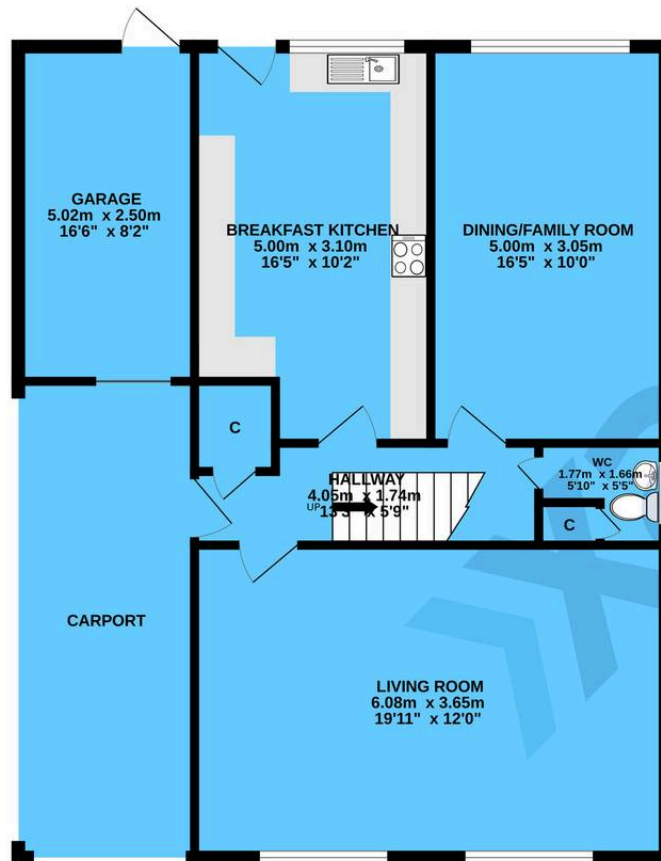 GARAGE
5.02m x 2.50m
16'6" x 8'2"
BREAKFAST KITCHEN
5.00m x 3.10m
16'5" x 10'2"
DINING/FAMILY ROOM
5.00m x 3.05m
16'5" x 10'0"
C
HALLWAY
4.05m x 1.74m
13'3" x 5'9"
UP
WC
1.77m x 1.66m
5'10" x 5'5"
C
CARPORT
LIVING ROOM
6.08m x 3.65m
19'11" x 12'0"